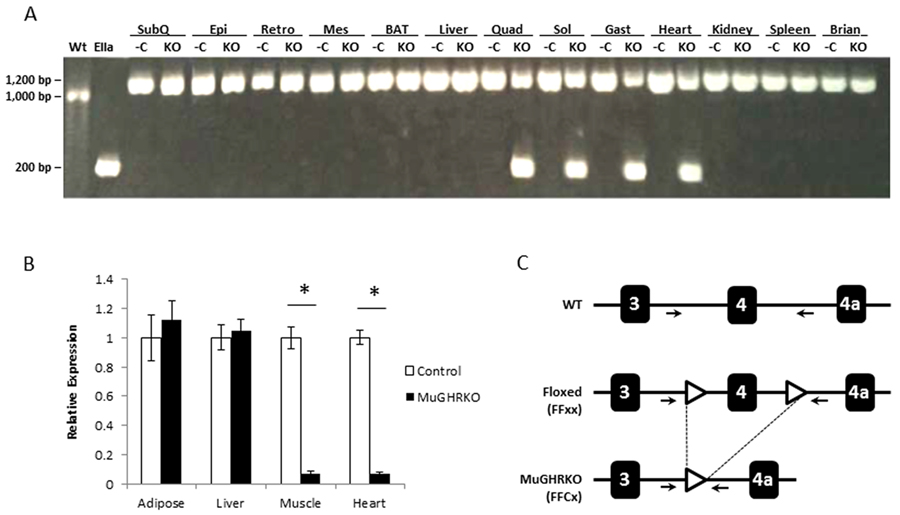 A
SubQ Epi Retro Mes BAT Liver Quad Sol Gast Heart Kidney Spleen Brian
Wt Ella -C KO -C KO -C KO -C KO -C KO -C KO -C KO -C KO -C KO -C KO -C KO -C KO -C KO
1,200 bp
1,000 bp
200 bp
B
1.4
1.2
1
0.8
0.6
0.4
0.2
0
Relative Expression
* *
Control
MuGHRKO
Adipose Liver Muscle Heart
C
WT 3 4 4a
Floxed
(FFxx) 3 4 4a
MuGHRKO
(FFCx) 3 4a